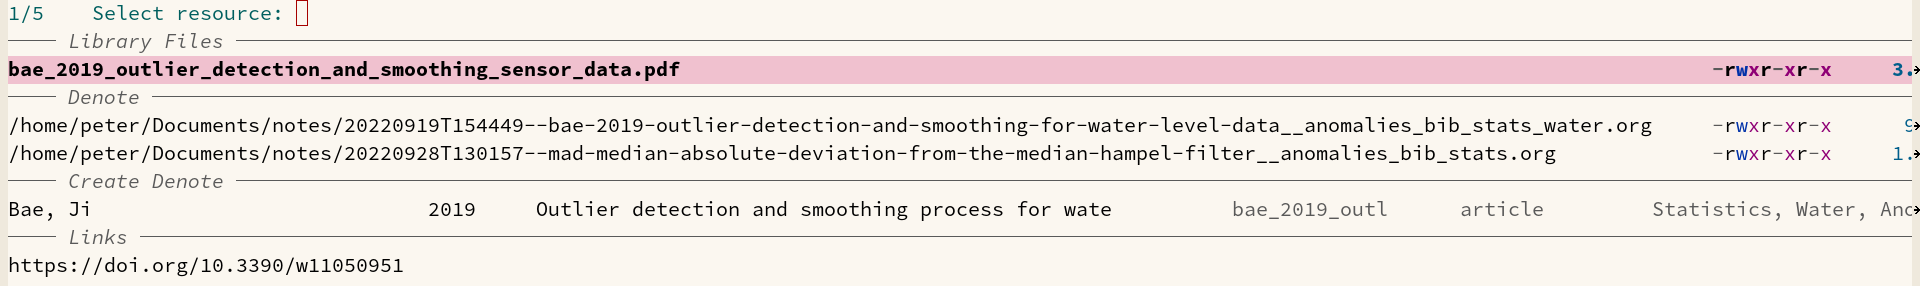 1/5 Select resource:
Library Files
bae_2019_outlier_detection_and_smoothing_sensor_data.pdf -rwxr-xr-x 3.
Denote
/home/peter/Documents/notes/20220919T154449--bae-2019-outlier-detection-and-smoothing-for-water-level-data__anomalies_bib_stats_water.org -rwxr-xr-x
/home/peter/Documents/notes/20220928T130157--mad-median-absolute-deviation-from-the-median-hampel-filter__anomalies_bib_stats.org -rwxr-xr-x 1.
Create Denote
Bae, Ji 2019 Outlier detection and smoothing process for wate bae_2019_outl article Statistics, Water, Ano
Links
https://doi.org/10.3390/w11050951